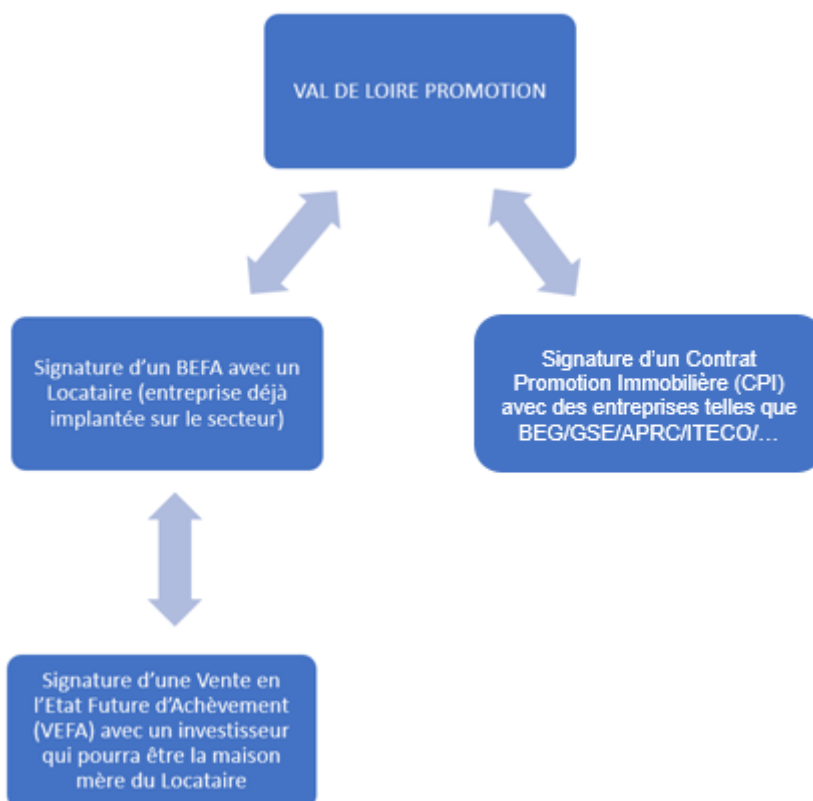 VAL DE LOIRE PROMOTION
Signature d'un BEFA avec un
Locataire (entreprise déjà
implantée sur le secteur)
Signature d'un Contrat
Promotion Immobilière (CPI)
avec des entreprises telles que
BEG/GSE/APRC/ITECO/…
Signature d'une Vente en
l'Etat Future d'Achèvement
(VEFA) avec un investisseur
qui pourra être la maison
mère du Locataire